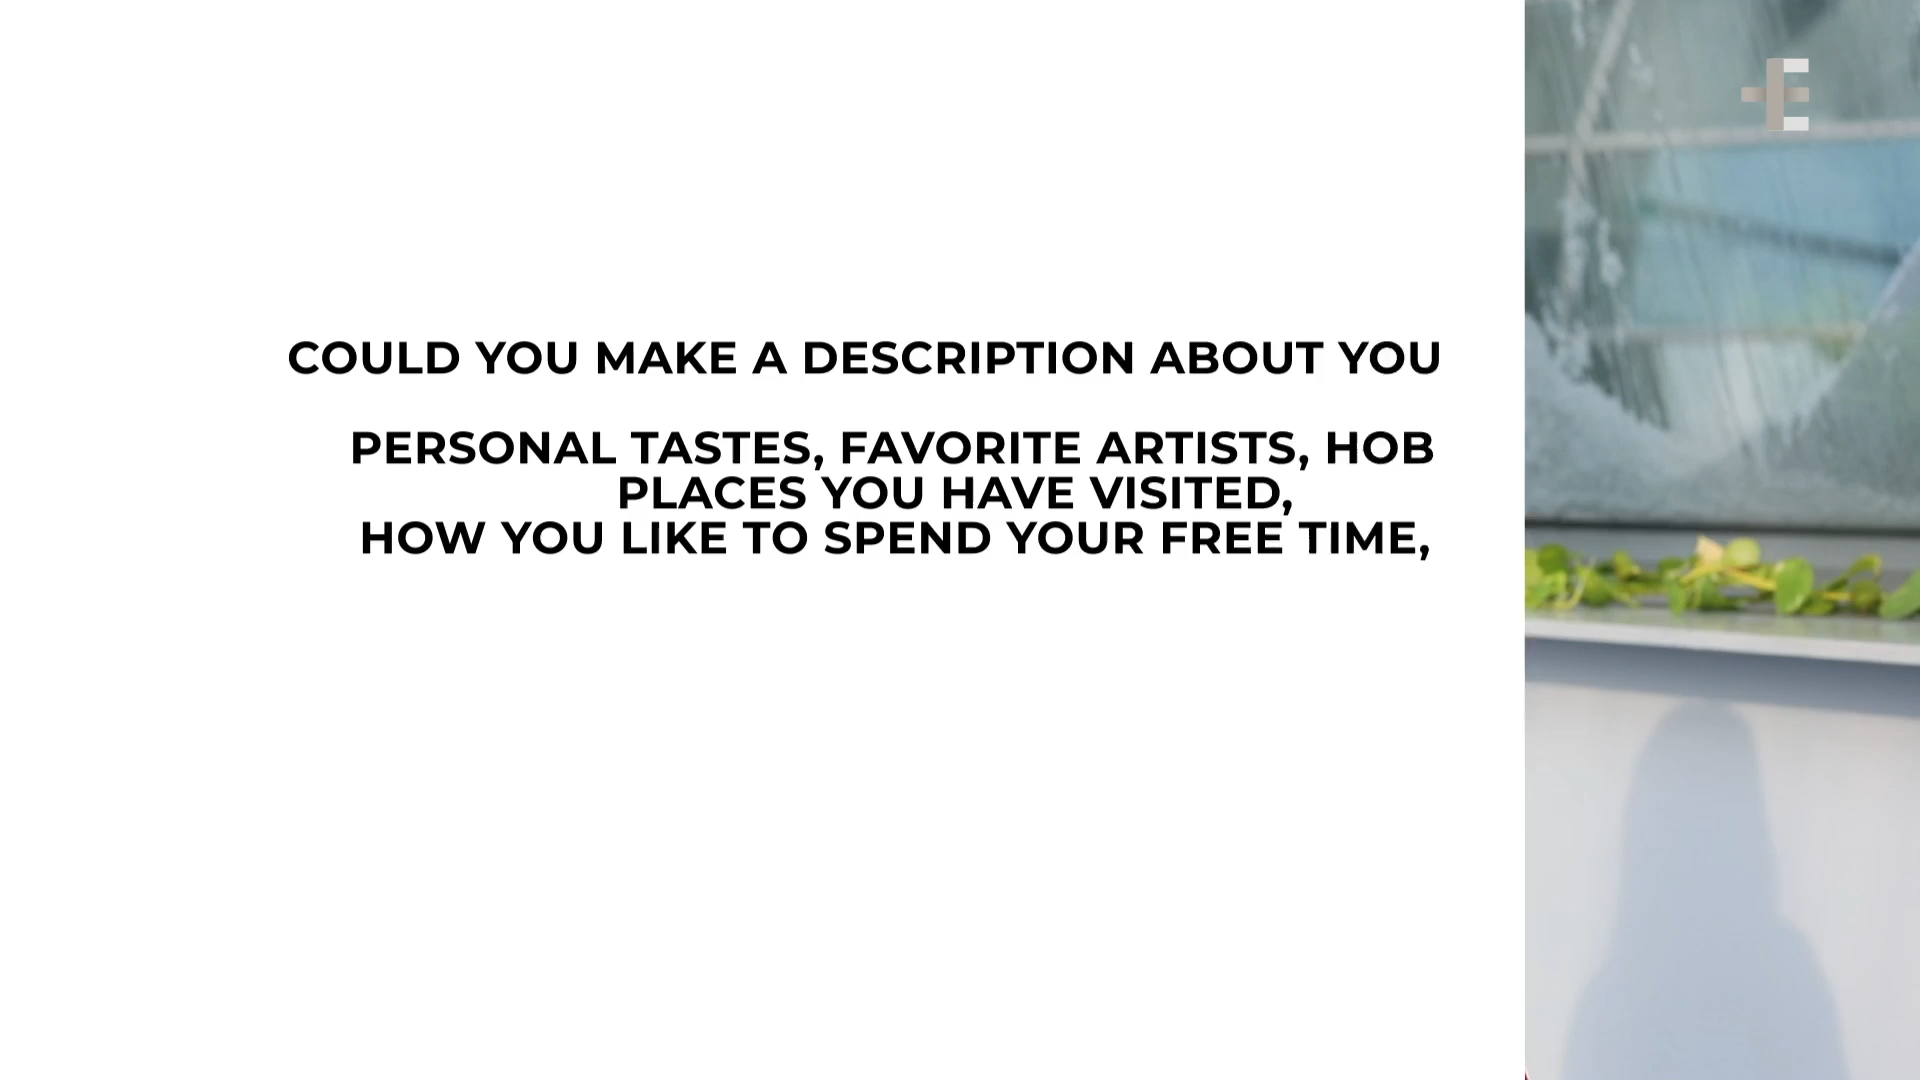 COULD YOU MAKE A DESCRIPTION ABOUT YOU
PERSONAL TASTES, FAVORITE ARTISTS, HOB
PLACES YOU HAVE VISITED,
HOW YOU LIKE TO SPEND YOUR FREE TIME,